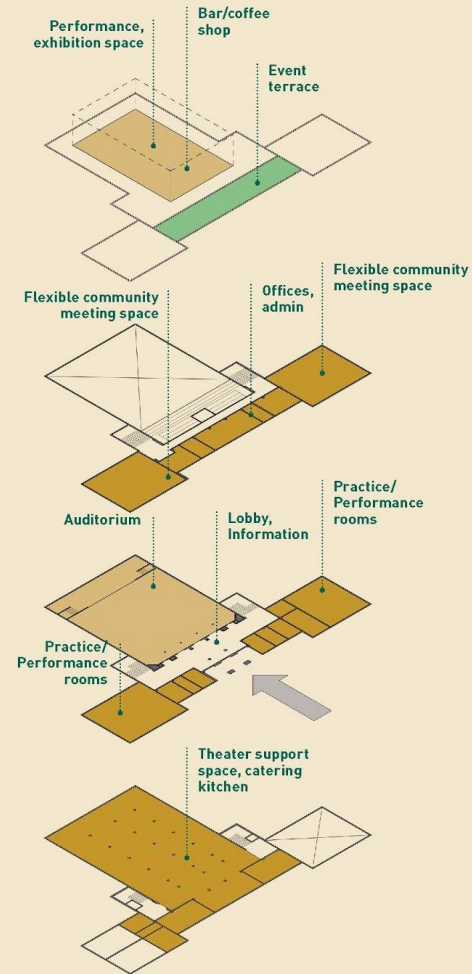 Performance,
exhibition space
Bar/coffee
shop
Event
terrace
Flexible community
meeting space
Offices,
admin
Flexible community
meeting space
Auditorium
Lobby,
Information
Practice/
Performance
rooms
Practice/
Performance
rooms
Theater support
space, catering
kitchen